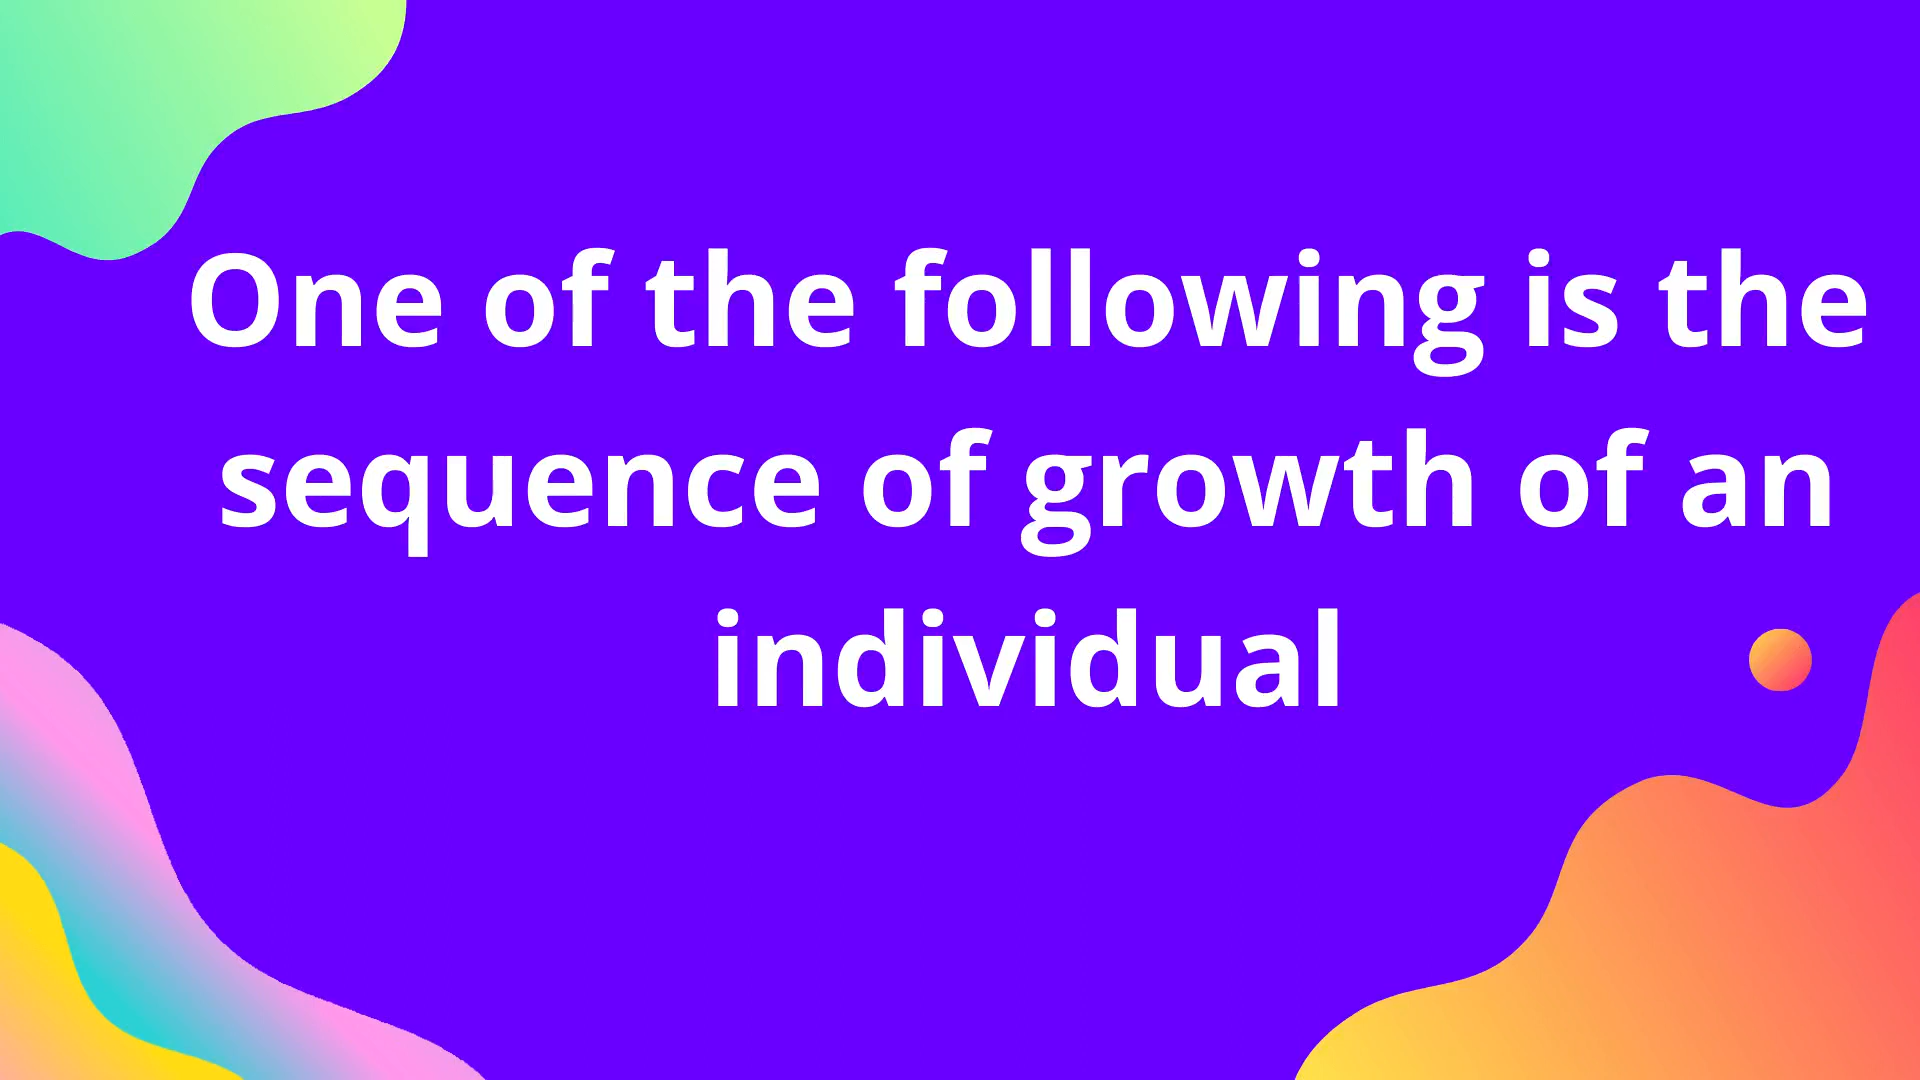 One of the following is the
sequence of growth of an
individual